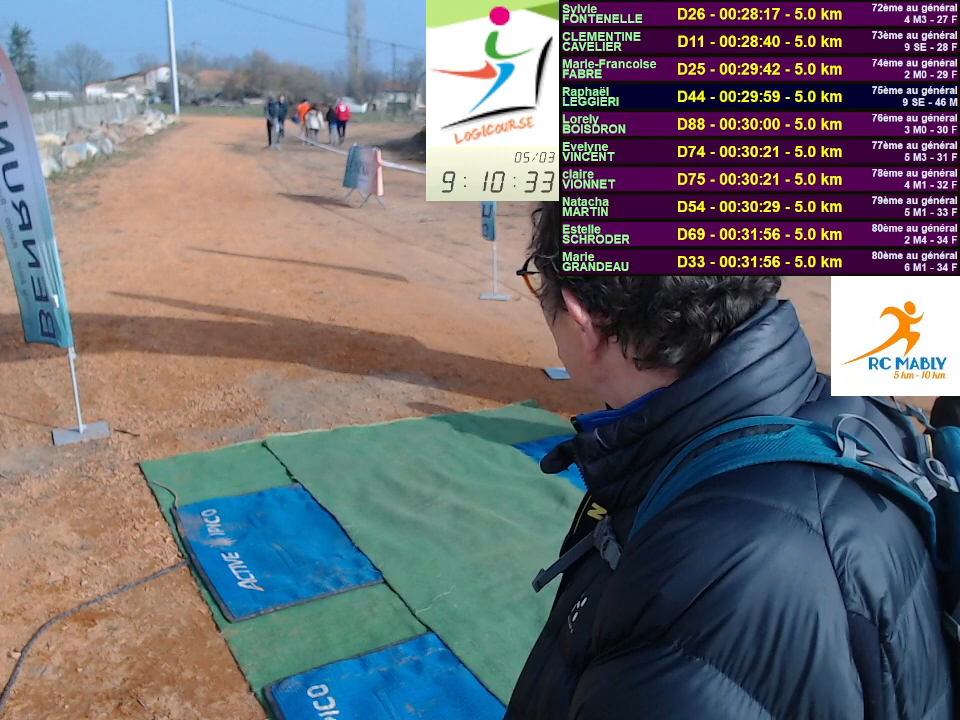 Sylvie
FONTENELLE
D26 - 00:28:17 - 5.0 km
72ème au général
4 M3 - 27 F
CLEMENTINE
CAVELIER
D11 - 00:28:40 - 5.0 km
73ème au général
9 SE - 28 F
Marie-Francoise
FABRE
D25 - 00:29:42 - 5.0 km
74ème au général
2 M0 - 29 F
Raphaël
LEGGIERI
D44 - 00:29:59 - 5.0 km
75ème au général
9 SE - 46 M
Lorely
BOISDRON
D88 - 00:30:00 - 5.0 km
76ème au général
3 M0 - 30 F
Evelyne
VINCENT
D74 - 00:30:21 - 5.0 km
77ème au général
5 M3 - 31 F
claire
VIONNET
D75 - 00:30:21 - 5.0 km
78ème au général
4 M1 - 32 F
Natacha
MARTIN
D54 - 00:30:29 - 5.0 km
79ème au général
5 M1 - 33 F
Estelle
SCHRODER
D69 - 00:31:56 - 5.0 km
80ème au général
2 M4 - 34 F
Marie
GRANDEAU
D33 - 00:31:56 - 5.0 km
80ème au général
6 M1 - 34 F
LOGICOURSE
05/03
9:10:33
RC MABLY
5 km - 10 km
BENRUN
ACTIVE IPICO
PICO